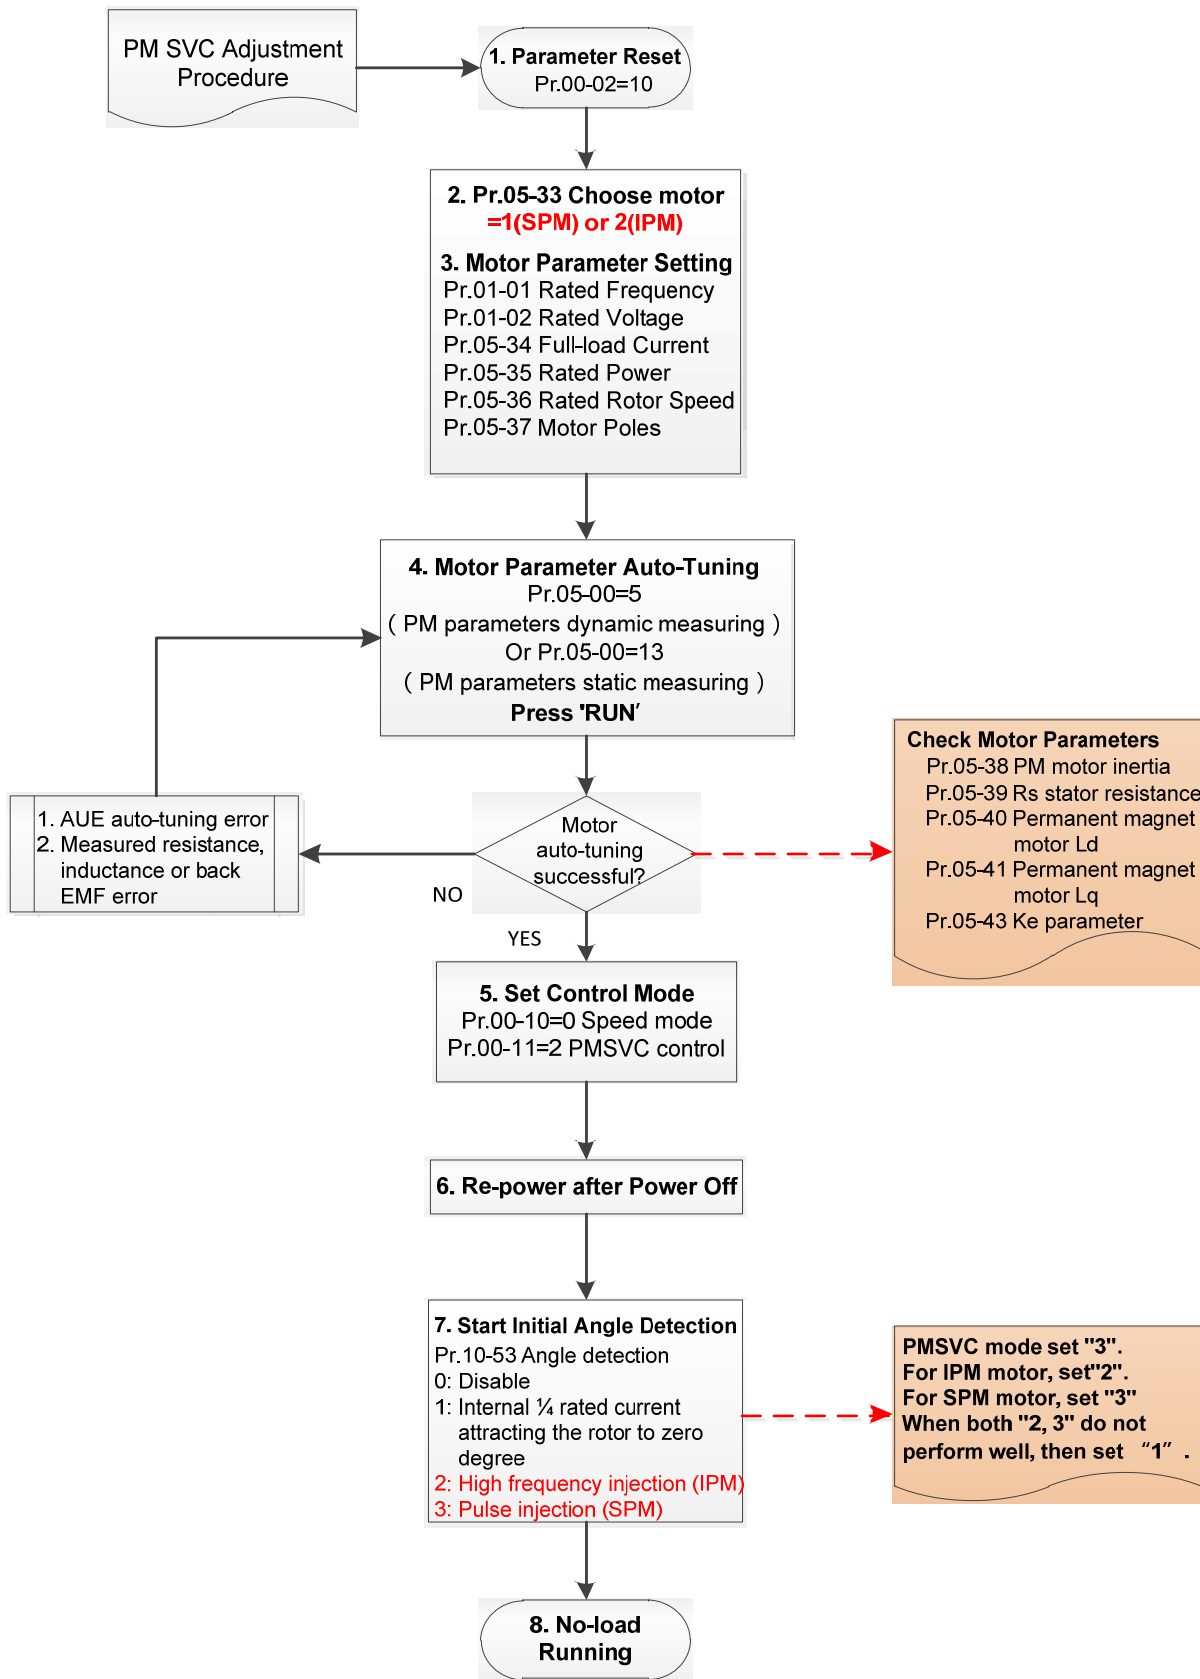 PM SVC Adjustment
Procedure
1. Parameter Reset
Pr.00-02=10
2. Pr.05-33 Choose motor
=1(SPM) or 2(IPM)
3. Motor Parameter Setting
Pr.01-01 Rated Frequency
Pr.01-02 Rated Voltage
Pr.05-34 Full-load Current
Pr.05-35 Rated Power
Pr.05-36 Rated Rotor Speed
Pr.05-37 Motor Poles
4. Motor Parameter Auto-Tuning
Pr.05-00=5
( PM parameters dynamic measuring )
Or Pr.05-00=13
( PM parameters static measuring )
Press 'RUN'
Check Motor Parameters
Pr.05-38 PM motor inertia
Pr.05-39 Rs stator resistance
Pr.05-40 Permanent magnet
motor Ld
Pr.05-41 Permanent magnet
motor Lq
Pr.05-43 Ke parameter
1. AUE auto-tuning error
2. Measured resistance,
inductance or back
EMF error
Motor
auto-tuning
successful?
NO
YES
5. Set Control Mode
Pr.00-10=0 Speed mode
Pr.00-11=2 PMSVC control
6. Re-power after Power Off
7. Start Initial Angle Detection
Pr.10-53 Angle detection
0: Disable
1: Internal ¼ rated current
attracting the rotor to zero
degree
2: High frequency injection (IPM)
3: Pulse injection (SPM)
PMSVC mode set "3".
For IPM motor, set"2".
For SPM motor, set "3"
When both "2, 3" do not
perform well, then set “1” .
8. No-load
Running